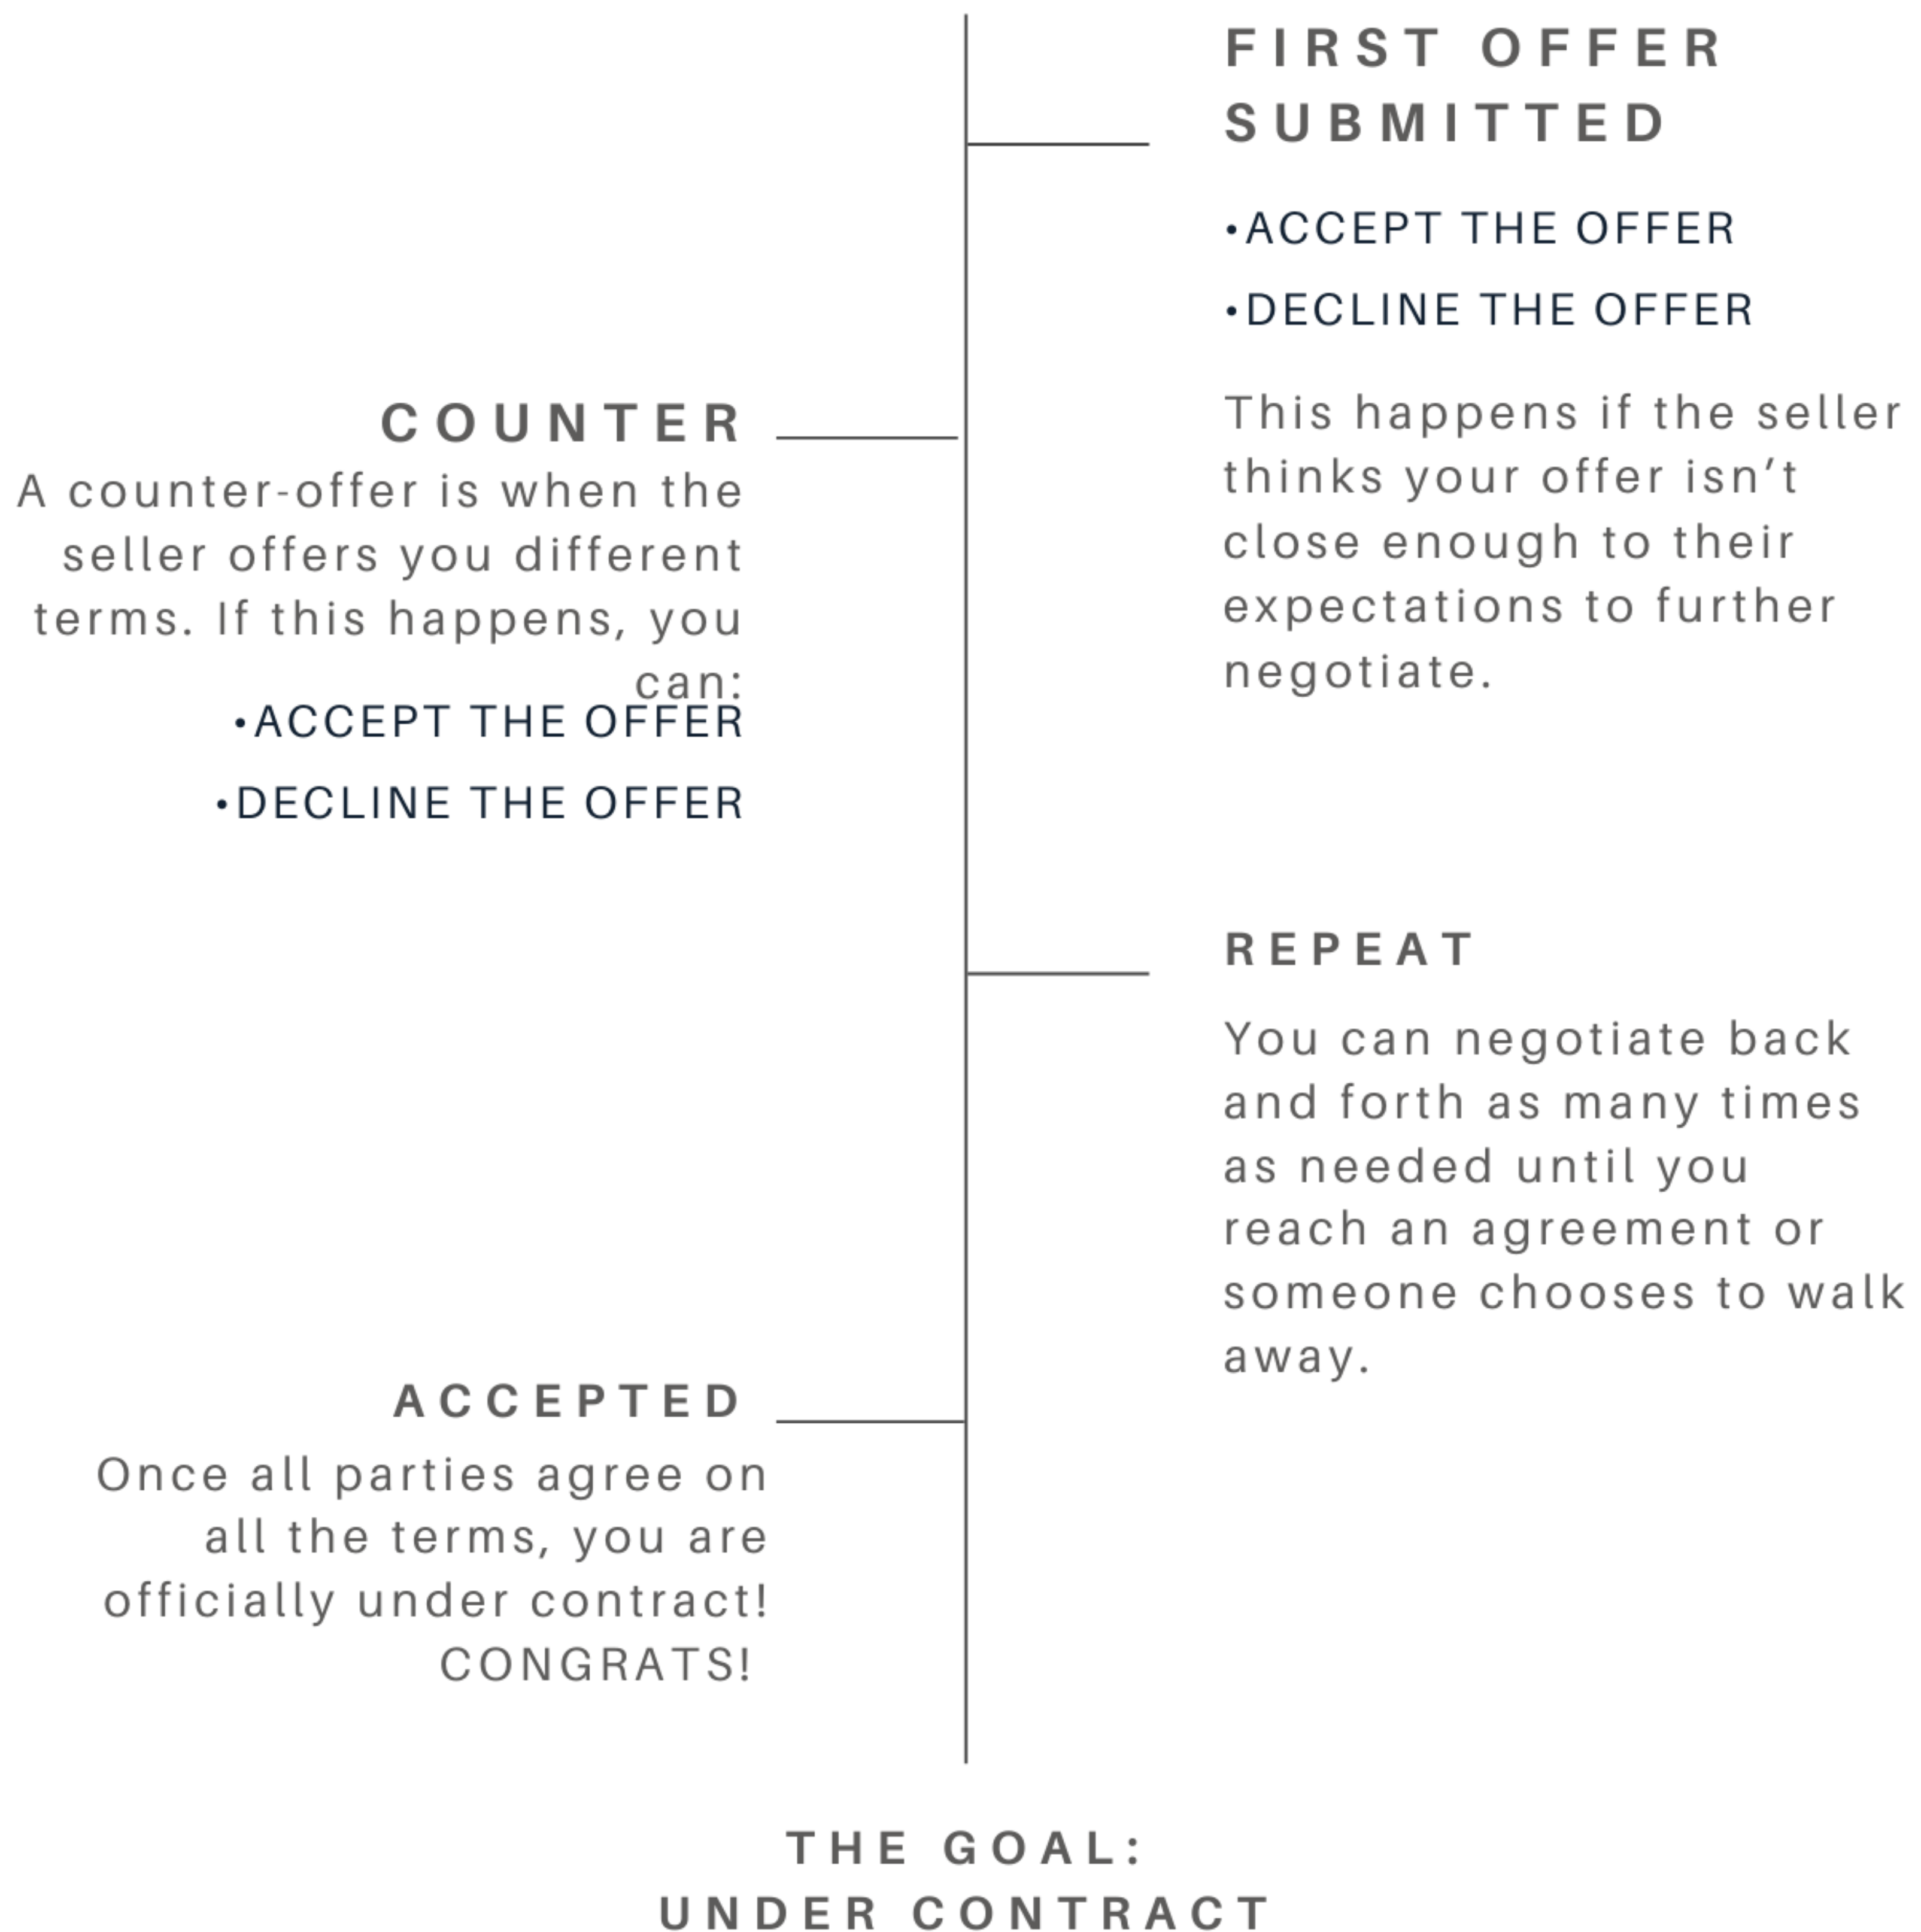 FIRST OFFER
SUBMITTED
•ACCEPT THE OFFER
•DECLINE THE OFFER
This happens if the seller
thinks your offer isn’t
close enough to their
expectations to further
negotiate.
COUNTER
A counter-offer is when the
seller offers you different
terms. If this happens, you
can:
•ACCEPT THE OFFER
•DECLINE THE OFFER
REPEAT
You can negotiate back
and forth as many times
as needed until you
reach an agreement or
someone chooses to walk
away.
ACCEPTED
Once all parties agree on
all the terms, you are
officially under contract!
CONGRATS!
THE GOAL:
UNDER CONTRACT